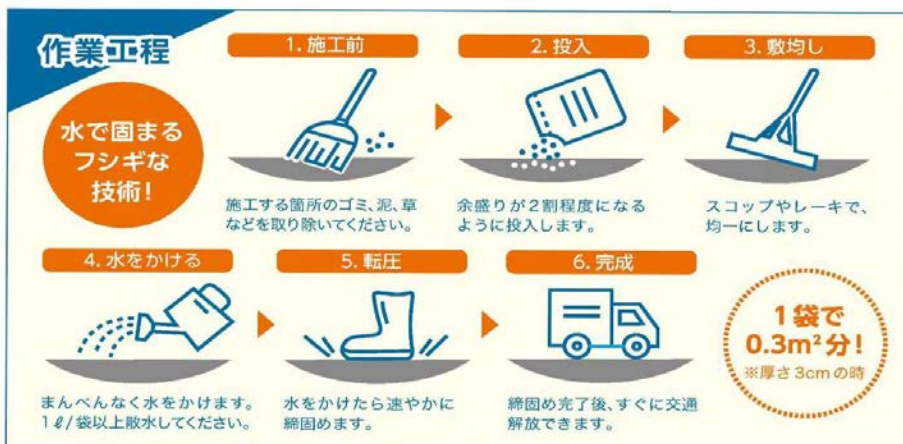 作業工程
水で固まる
フシギな
技術!
1. 施工前
施工する箇所のゴミ、泥、草
などを取り除いてください。
2. 投入
余盛りが2割程度になる
ように投入します。
3. 敷均し
スコップやレーキで、
均一にします。
4. 水をかける
まんべんなく水をかけます。
1ℓ/袋以上散水してください。
5. 転圧
水をかけたら速やかに
締固めます。
6. 完成
締固め完了後、すぐに交通
解放できます。
1袋で
0.3m²分!
※厚さ3cmの時